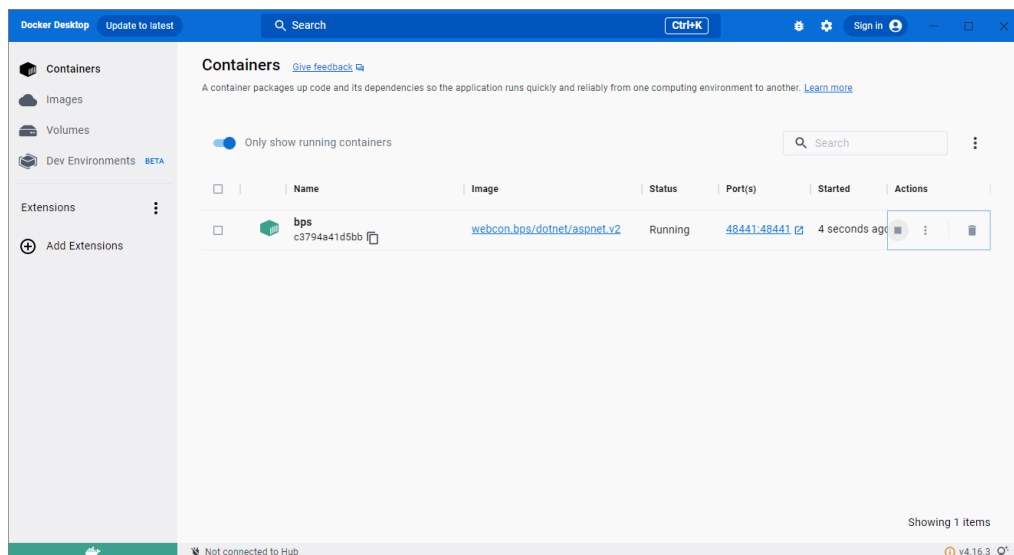 Docker Desktop Update to latest Search Ctrl+K Sign in
Containers
Images
Volumes
Dev Environments BETA
Extensions
Add Extensions
Containers Give feedback
A container packages up code and its dependencies so the application runs quickly and reliably from one computing environment to another. Learn more
Only show running containers Search
Name Image Status Port(s) Started Actions
bps
c3794a41d5bb webcon.bps/dotnet/aspnet.v2 Running 48441:48441 4 seconds ago
Showing 1 items
Not connected to Hub v4.16.3